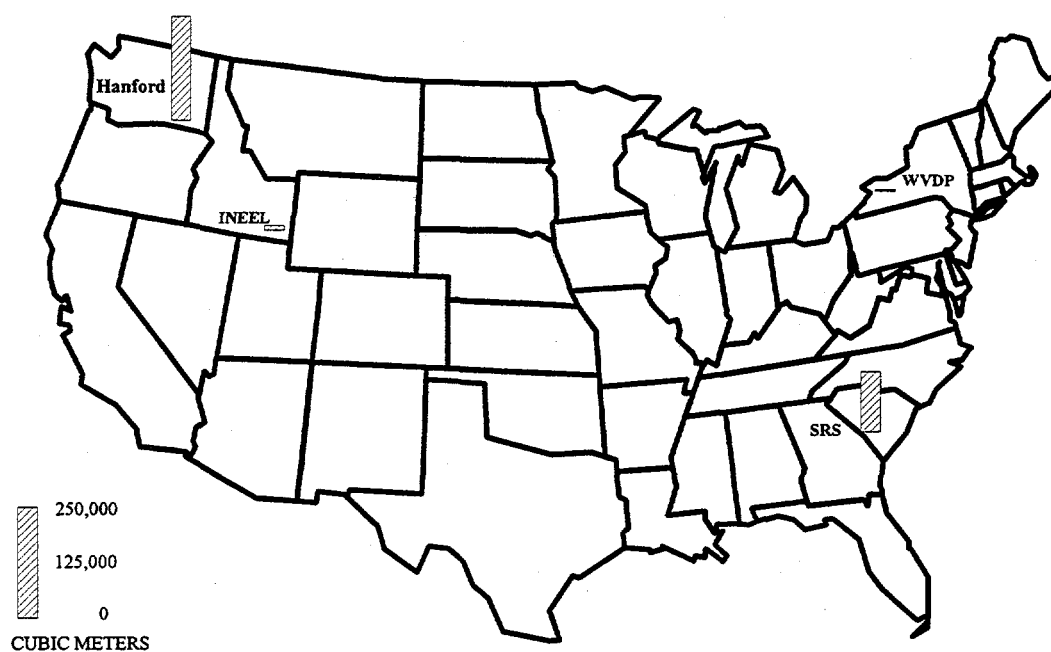 Hanford
INEEL
WVDP
SRS
250,000
125,000
0
CUBIC METERS